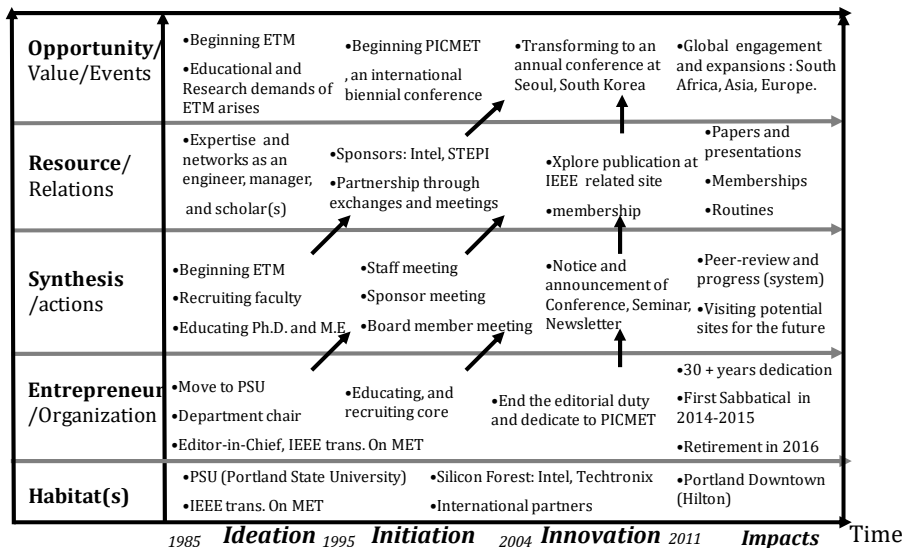 Opportunity/
Value/Events
•Beginning ETM
•Educational and
Research demands of
ETM arises
•Beginning PICMET
, an international
biennial conference
•Transforming to an
annual conference at
Seoul, South Korea
•Global engagement
and expansions : South
Africa, Asia, Europe.
Resource/
Relations
•Expertise and
networks as an
engineer, manager,
and scholar(s)
•Sponsors: Intel, STEPI
•Partnership through
exchanges and meetings
•Xplore publication at
IEEE related site
•membership
•Papers and
presentations
•Memberships
•Routines
Synthesis
/actions
•Beginning ETM
•Recruiting faculty
•Educating Ph.D. and M.E
•Staff meeting
•Sponsor meeting
•Board member meeting
•Notice and
announcement of
Conference, Seminar,
Newsletter
•Peer-review and
progress (system)
•Visiting potential
sites for the future
Entrepreneur
/Organization
•Move to PSU
•Department chair
•Editor-in-Chief, IEEE trans. On MET
•Educating, and
recruiting core
•End the editorial duty
and dedicate to PICMET
•30 + years dedication
•First Sabbatical in
2014-2015
•Retirement in 2016
Habitat(s)
•PSU (Portland State University)
•IEEE trans. On MET
•Silicon Forest: Intel, Techtronix
•International partners
•Portland Downtown
(Hilton)
1985 Ideation 1995 Initiation 2004 Innovation 2011 Impacts Time